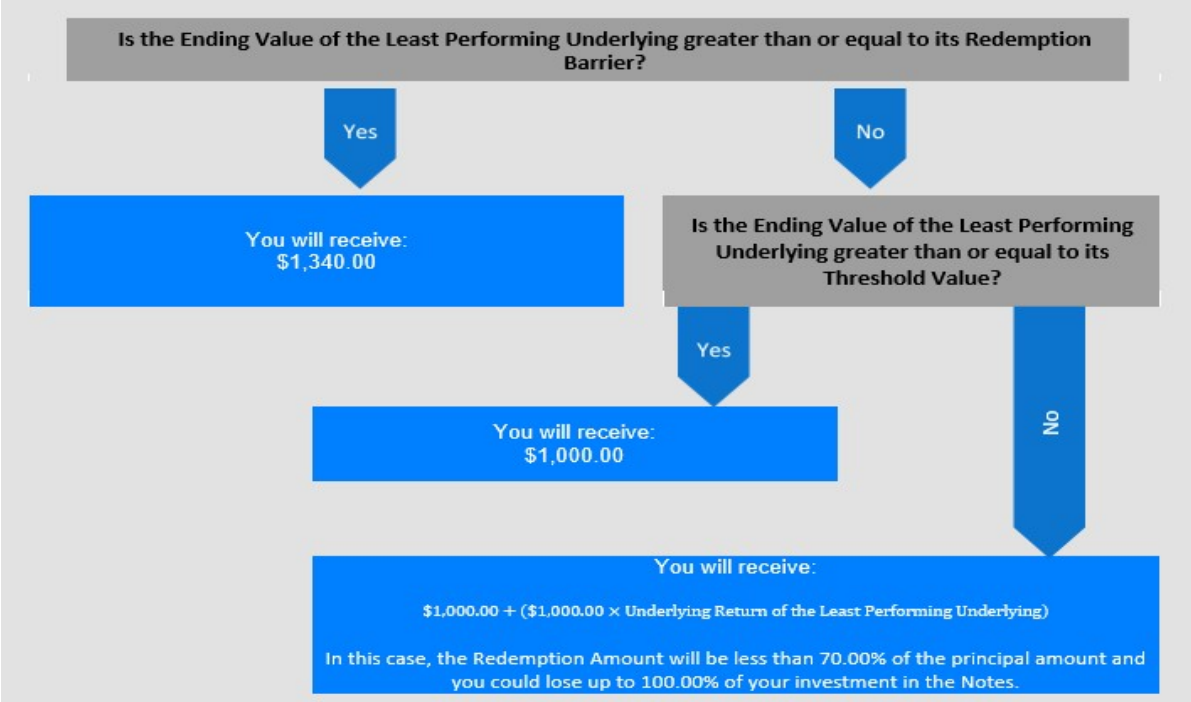 Is the Ending Value of the Least Performing Underlying greater than or equal to its Redemption
Barrier?
Yes
No
You will receive:
$1,340.00
Is the Ending Value of the Least Performing
Underlying greater than or equal to its
Threshold Value?
Yes
No
You will receive:
$1,000.00
You will receive:
$1,000.00 + ($1,000.00 × Underlying Return of the Least Performing Underlying)
In this case, the Redemption Amount will be less than 70.00% of the principal amount and
you could lose up to 100.00% of your investment in the Notes.